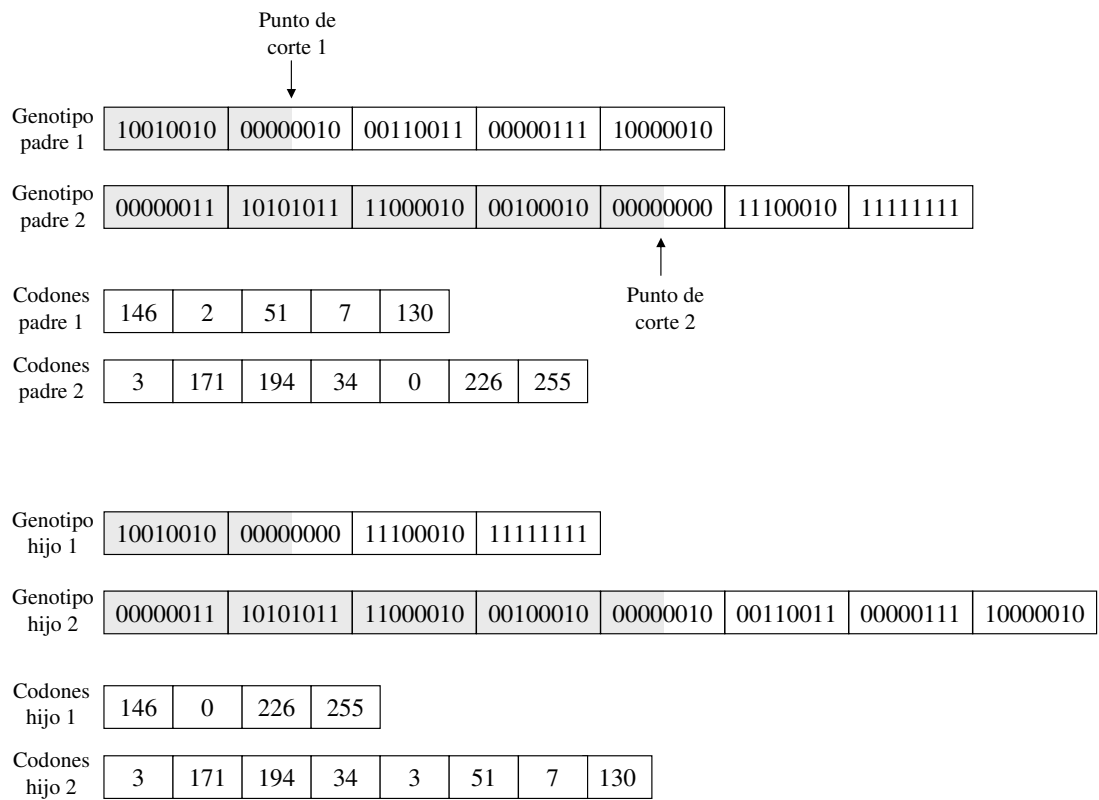 Punto de
corte 1
Genotipo
padre 1
10010010 00000010 00110011 00000111 10000010
Genotipo
padre 2
00000011 10101011 11000010 00100010 00000000 11100010 11111111
Punto de
corte 2
Codones
padre 1
146 2 51 7 130
Codones
padre 2
3 171 194 34 0 226 255
Genotipo
hijo 1
10010010 00000000 11100010 11111111
Genotipo
hijo 2
00000011 10101011 11000010 00100010 00000010 00110011 00000111 10000010
Codones
hijo 1
146 0 226 255
Codones
hijo 2
3 171 194 34 3 51 7 130